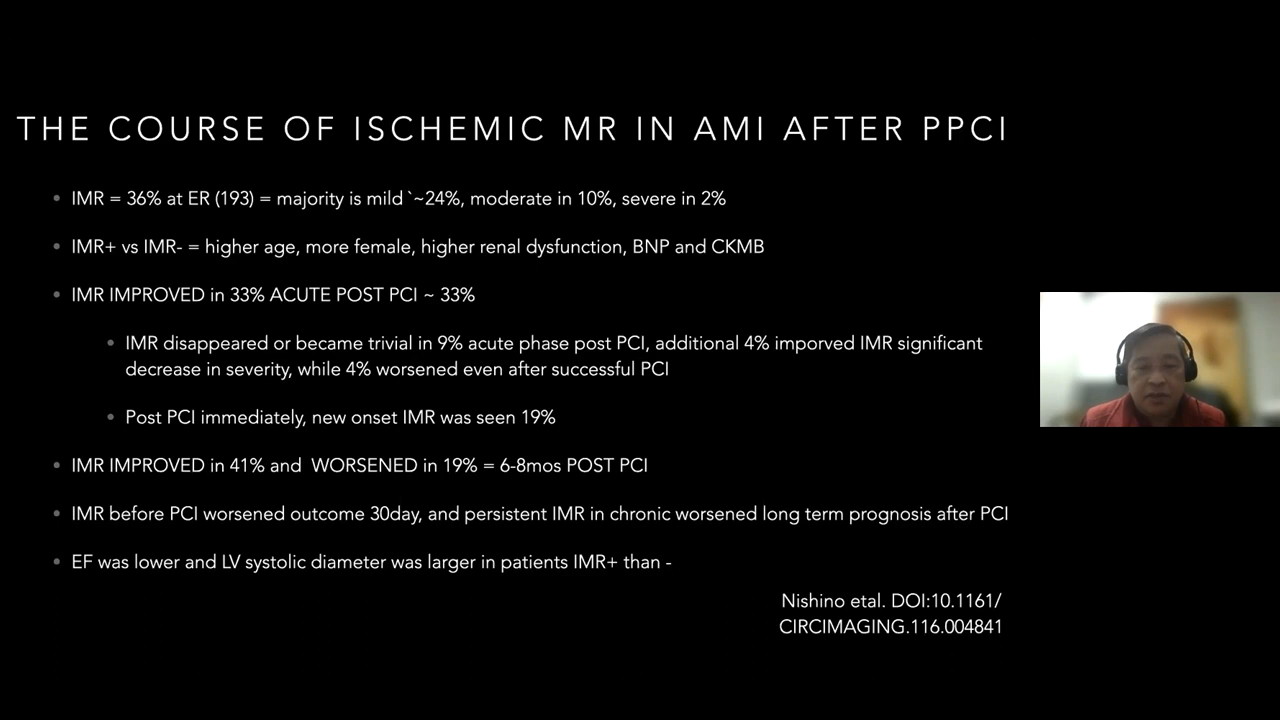 THE COURSE OF ISCHEMIC MR IN AMI AFTER PPCI
• IMR = 36% at ER (193) = majority is mild `~24%, moderate in 10%, severe in 2%
• IMR+ vs IMR- = higher age, more female, higher renal dysfunction, BNP and CKMB
• IMR IMPROVED in 33% ACUTE POST PCI ~ 33%
• IMR disappeared or became trivial in 9% acute phase post PCI, additional 4% imporved IMR significant
decrease in severity, while 4% worsened even after successful PCI
• Post PCI immediately, new onset IMR was seen 19%
• IMR IMPROVED in 41% and  WORSENED in 19% = 6-8mos POST PCI
• IMR before PCI worsened outcome 30day, and persistent IMR in chronic worsened long term prognosis after PCI
• EF was lower and LV systolic diameter was larger in patients IMR+ than -
Nishino etal. DOI:10.1161/
CIRCIMAGING.116.004841